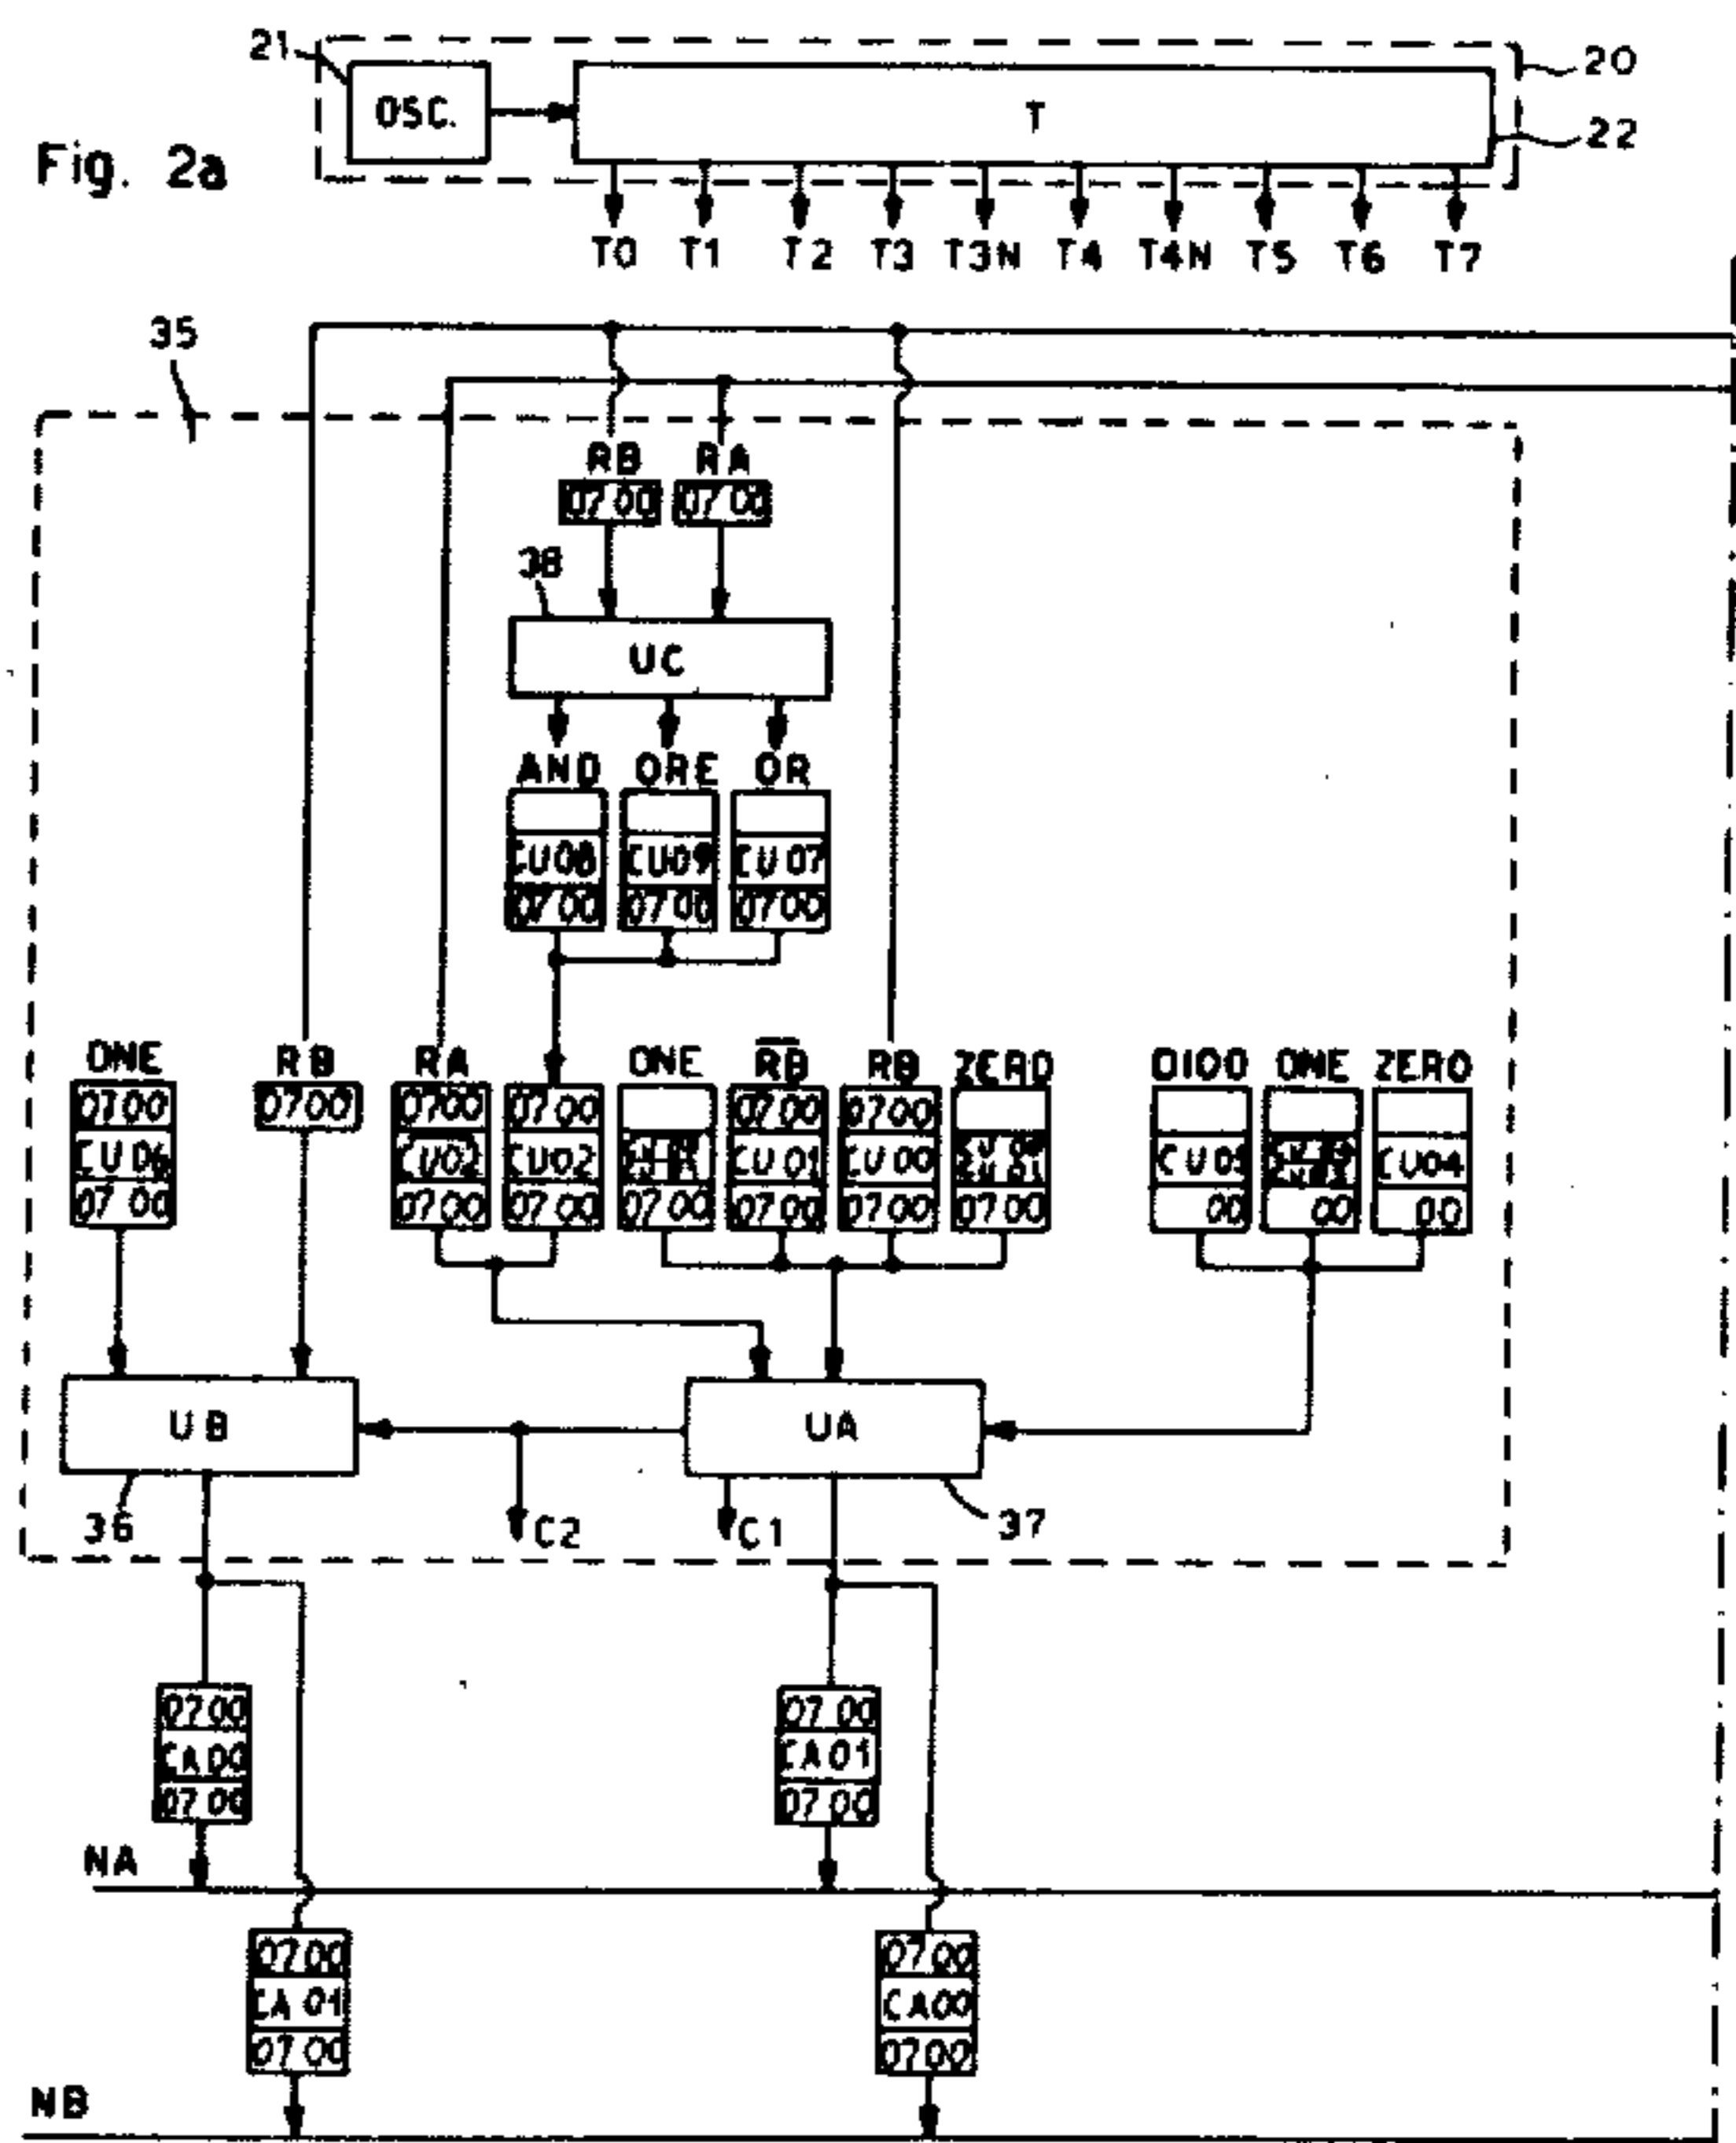 21
20
OSC.
T
22
Fig. 2a
T0 T1 T2 T3 T3N T4 T4N T5 T6 T7
35
RB RA
0700 0700
38
UC
AND ORE OR
CU08 CU09 CU07
0700 0700 0700
ONE RB RA ONE R̅B̅ RB ZERO 0100 ONE ZERO
0700 0700 0700 0700 0700 0700
CU06 C̅U̅0̅2̅ CU02 CU01 CU00 CU04
0700 0700 0700 0700 0700 0700 0700 00 00 00
UB UA
36 C2 C1 37
0700 0700
CA00 CA01
0700 0700
NA
0700 0700
CA01 CA00
0700 0700
NB